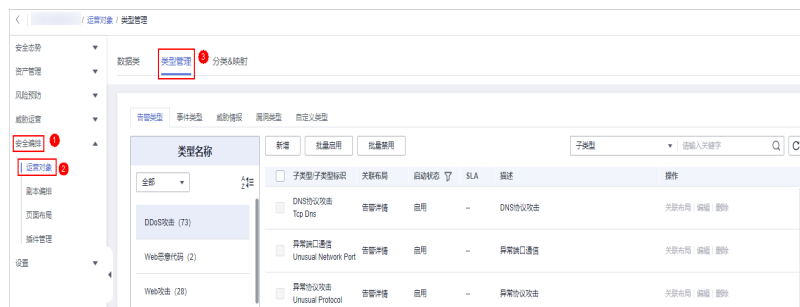 / 运营对象 / 类型管理
安全态势
资产管理
风险预防
威胁运营
安全编排 1
运营对象 2
剧本编排
页面布局
插件管理
设置
数据类 类型管理 3 分类&映射
告警类型 事件类型 威胁情报 漏洞类型 自定义类型
类型名称
全部
DDoS攻击 (73)
Web恶意代码 (2)
Web攻击 (28)
新增 批量启用 批量禁用 子类型 请输入关键字
子类型/子类型标识 关联布局 启动状态 SLA 描述 操作
DNS协议攻击
Tcp Dns
告警详情 启用 -- DNS协议攻击 关联布局 编辑 删除
异常端口通信
Unusual Network Port
告警详情 启用 -- 异常端口通信 关联布局 编辑 删除
异常协议攻击
Unusual Protocol
告警详情 启用 -- 异常协议攻击 关联布局 编辑 删除